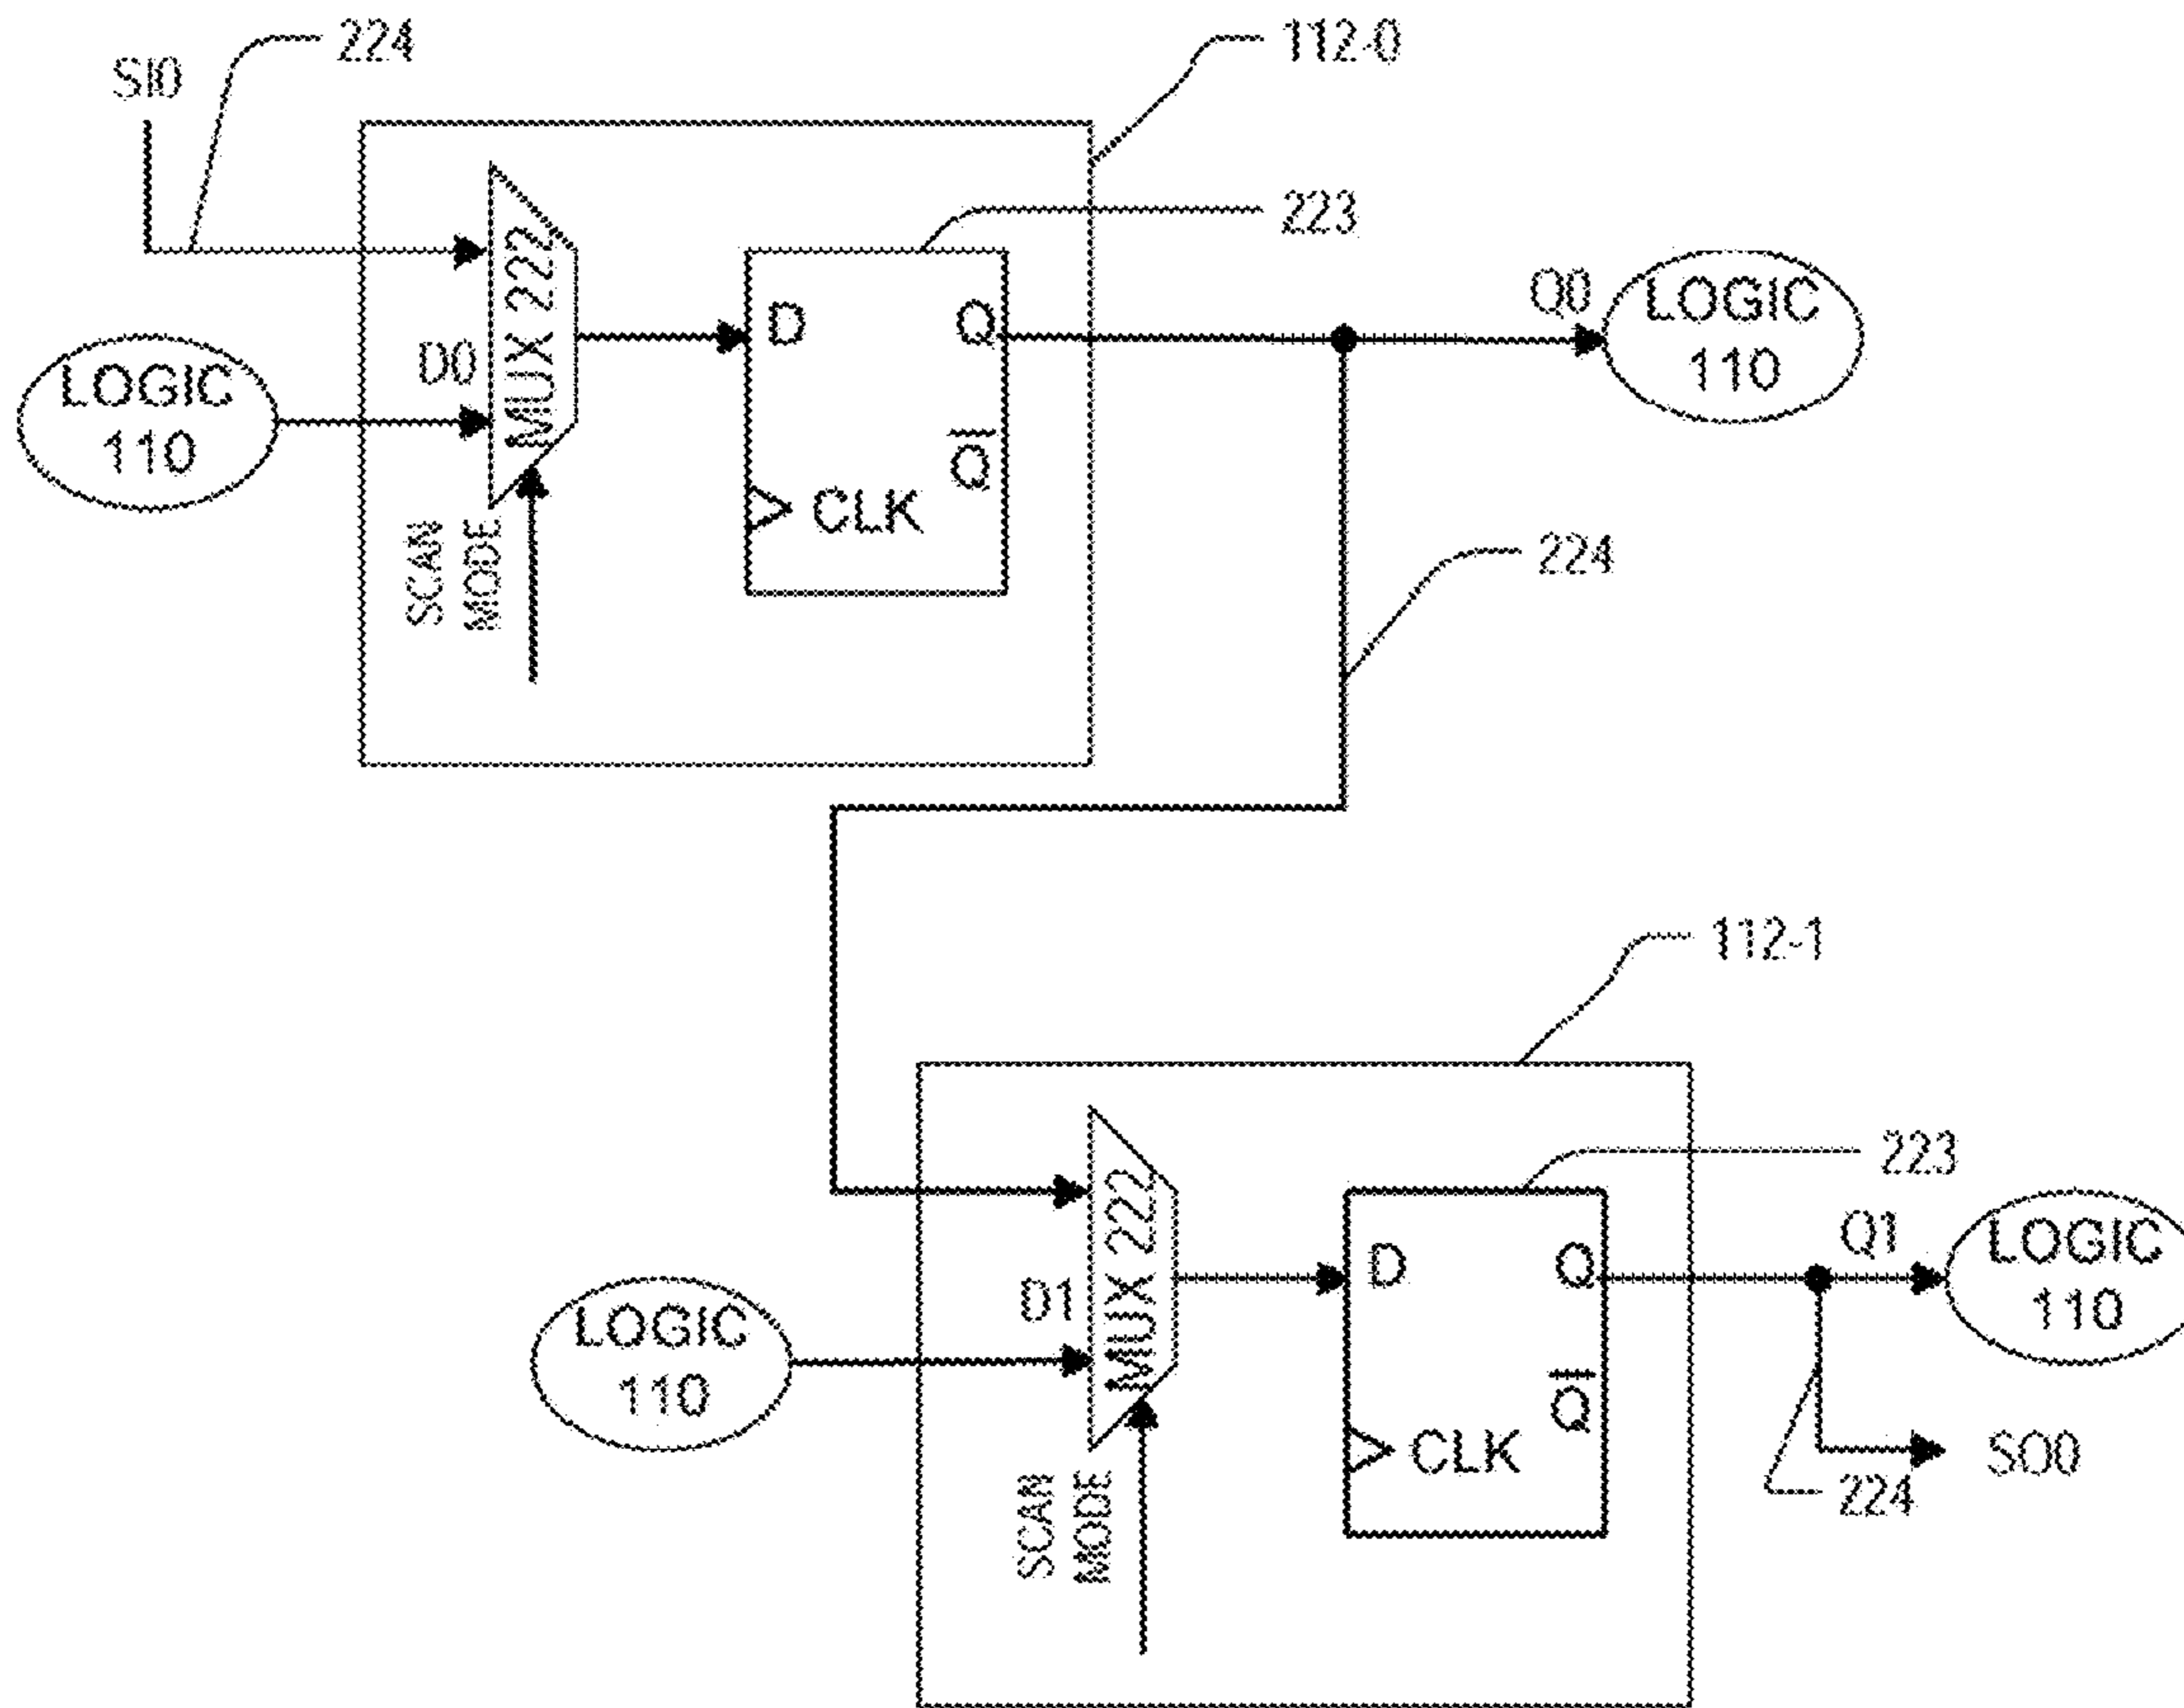 224
112-0
SI0
223
MUX 222
D
Q
Q0
LOGIC
110
D0
LOGIC
110
Q̅
CLK
SCAN
MODE
224
112-1
223
MUX 222
D
Q
Q1
LOGIC
110
D1
LOGIC
110
Q̅
CLK
SO0
224
SCAN
MODE